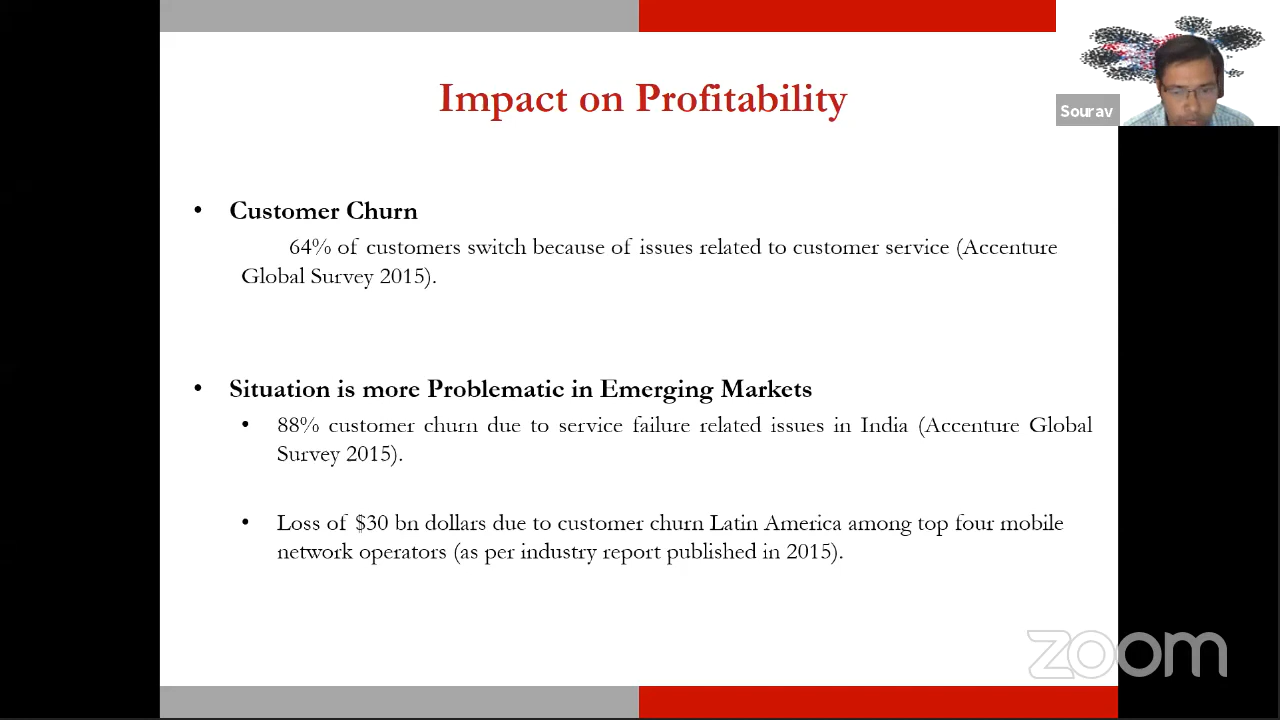 Impact on Profitability
Sourav
• Customer Churn
64% of customers switch because of issues related to customer service (Accenture
Global Survey 2015).
• Situation is more Problematic in Emerging Markets
• 88% customer churn due to service failure related issues in India (Accenture Global
Survey 2015).
• Loss of $30 bn dollars due to customer churn Latin America among top four mobile
network operators (as per industry report published in 2015).
zoom